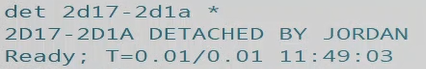 det 2d17-2d1a *
2D17-2D1A DETACHED BY JORDAN
Ready; T=0.01/0.01 11:49:03